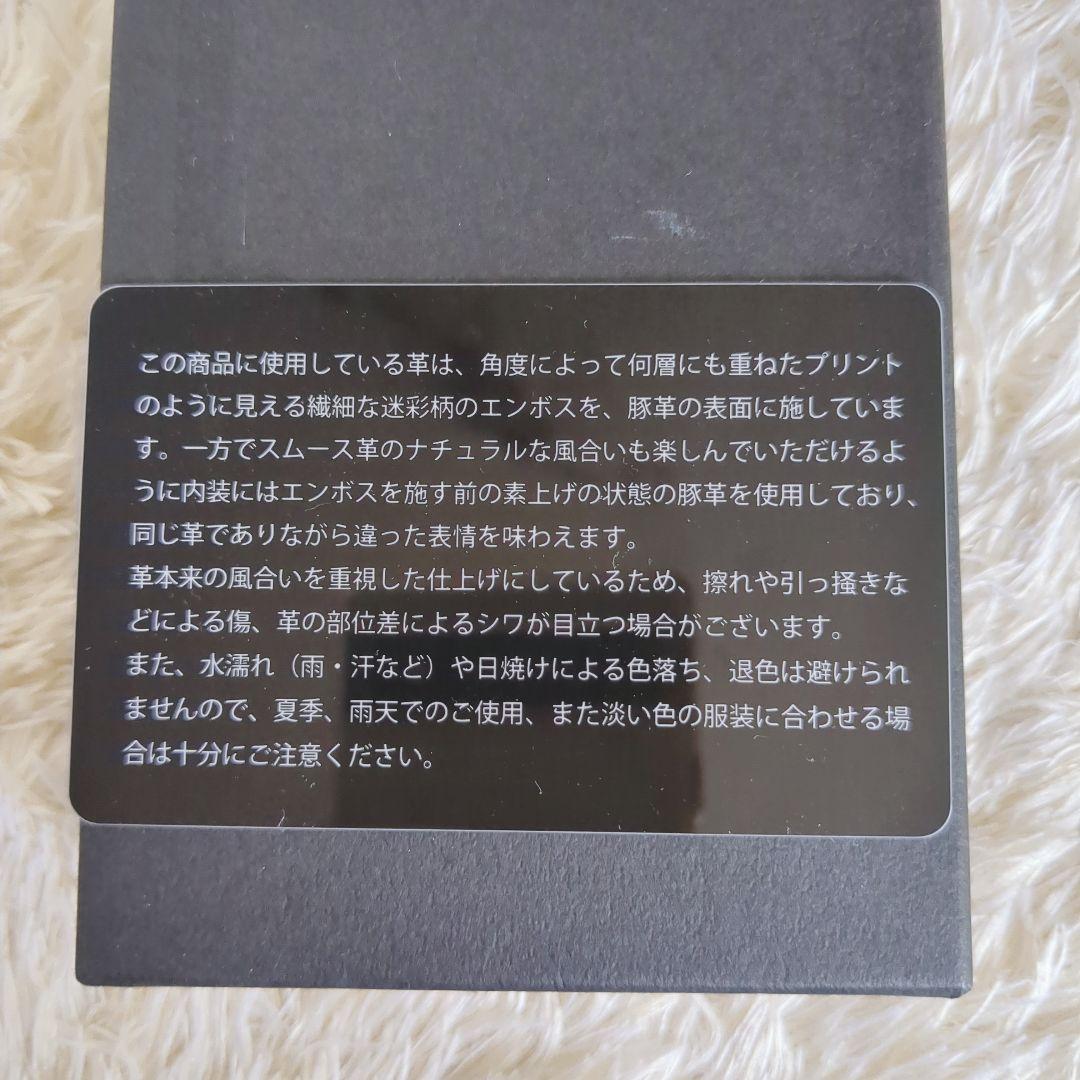 この商品に使用している革は、角度によって何層にも重ねたプリント
のように見える繊細な迷彩柄のエンボスを、豚革の表面に施していま
す。一方でスムース革のナチュラルな風合いも楽しんでいただけるよ
うに内装にはエンボスを施す前の素上げの状態の豚革を使用しており、
同じ革でありながら違った表情を味わえます。
革本来の風合いを重視した仕上げにしているため、擦れや引っ掻きな
どによる傷、革の部位差によるシワが目立つ場合がございます。
また、水濡れ（雨・汗など）や日焼けによる色落ち、退色は避けられ
ませんので、夏季、雨天でのご使用、また淡い色の服装に合わせる場
合は十分にご注意ください。